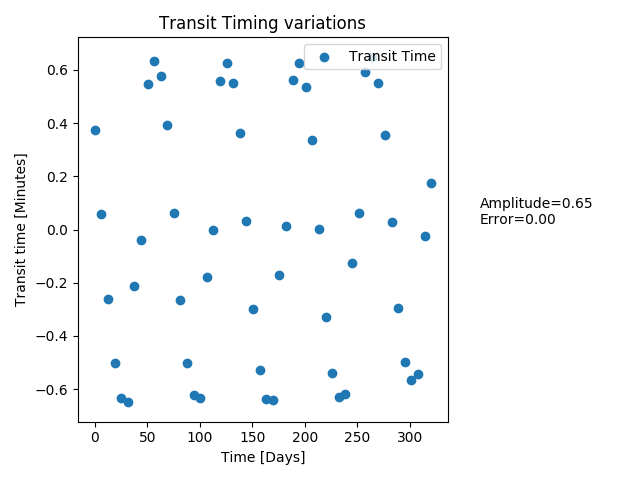 Transit Timing variations
Transit Time
Transit time [Minutes]
0.6
0.4
0.2
0.0
−0.2
−0.4
−0.6
0 50 100 150 200 250 300
Time [Days]
Amplitude=0.65
Error=0.00